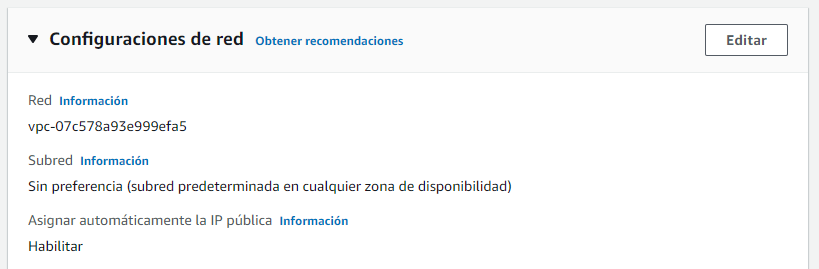 Configuraciones de red Obtener recomendaciones Editar
Red Información
vpc-07c578a93e999efa5
Subred Información
Sin preferencia (subred predeterminada en cualquier zona de disponibilidad)
Asignar automáticamente la IP pública Información
Habilitar